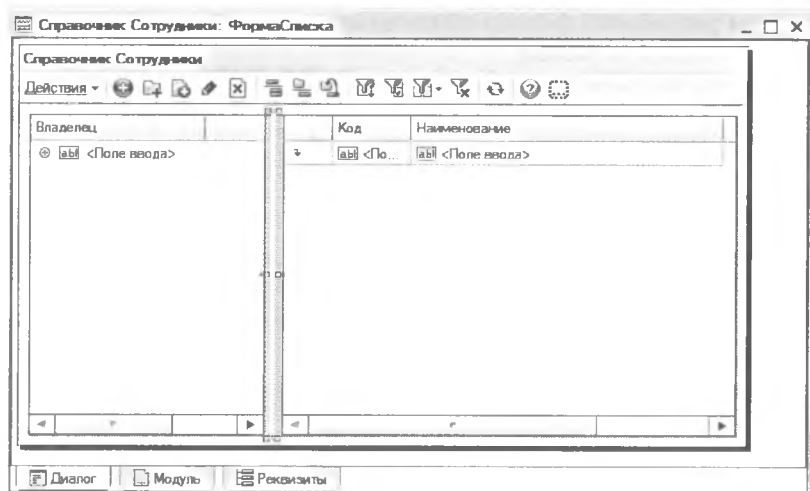 Справочник Сотрудники: ФормаСписка
Справочник Сотрудники
Действия
Владелец
Код
Наименование
<Поле ввода>
<По...
<Поле ввода>
Диалог
Модуль
Реквизиты